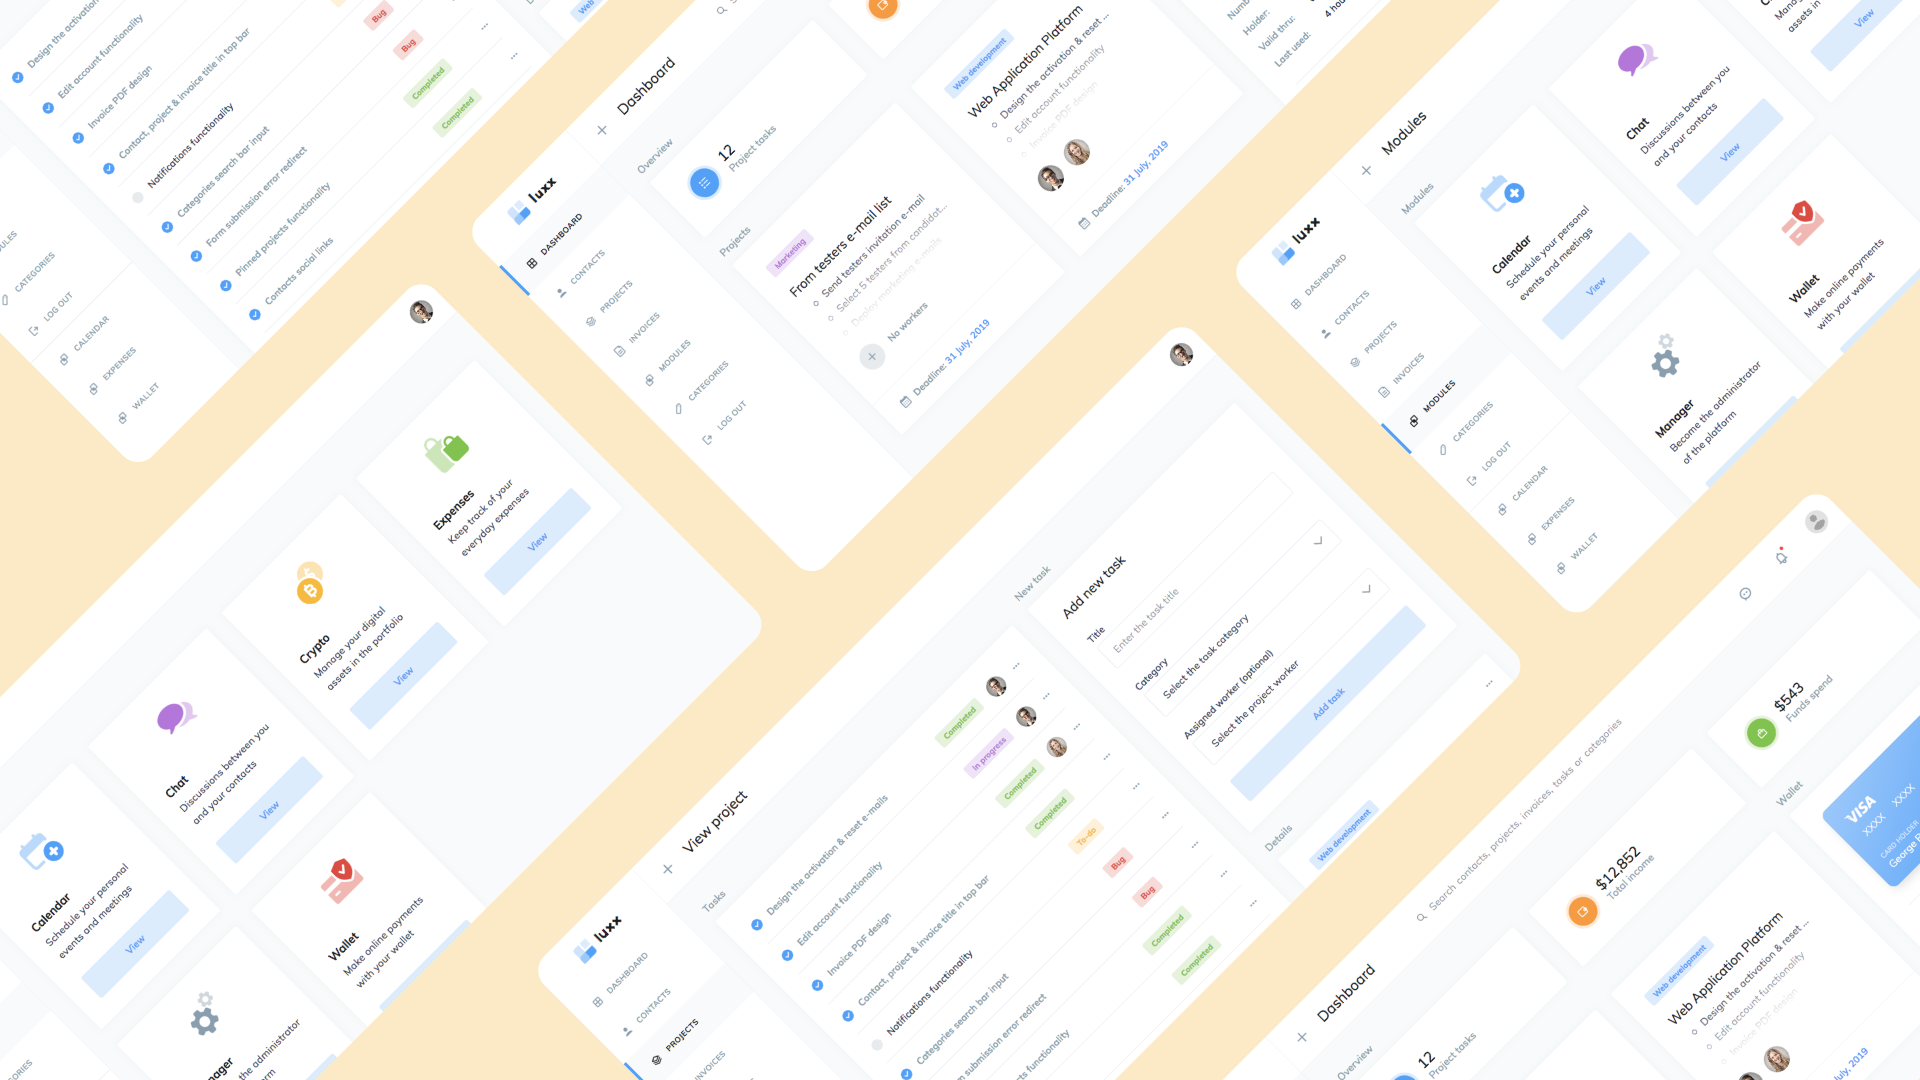 Design the activation
Edit account functionality
Invoice PDF design
Contact, project & invoice title in top bar
Notifications functionality
Categories search bar input
Form submission error redirect
Pinned projects functionality
Contacts social links
Bug
Bug
Completed
Completed
CATEGORIES
LOG OUT
CALENDAR
EXPENSES
WALLET
luxx
DASHBOARD
CONTACTS
PROJECTS
INVOICES
MODULES
CATEGORIES
LOG OUT
Dashboard
Overview
12
Project tasks
Projects
Marketing
From testers e-mail list
Send testers invitation e-mail
Select 5 testers from candidat...
Deploy marketing e-mails
No workers
Deadline: 31 July, 2019
Web development
Web Application Platform
Design the activation & reset ...
Edit account functionality
Invoice PDF design
Deadline: 31 July, 2019
Holder:
Valid thru:
Last used:
luxx
DASHBOARD
CONTACTS
PROJECTS
INVOICES
MODULES
CATEGORIES
LOG OUT
CALENDAR
EXPENSES
WALLET
Modules
Modules
Calendar
Schedule your personal
events and meetings
View
Chat
Discussions between you
and your contacts
View
assets in
View
Manager
Become the administrator
of the platform
Wallet
Make online payments
with your wallet
Expenses
Keep track of your
everyday expenses
View
Crypto
Manage your digital
assets in the portfolio
View
Chat
Discussions between you
and your contacts
View
Calendar
Schedule your personal
events and meetings
View
Wallet
Make online payments
with your wallet
luxx
DASHBOARD
CONTACTS
PROJECTS
INVOICES
View project
Tasks
Design the activation & reset e-mails
Edit account functionality
Invoice PDF design
Contact, project & invoice title in top bar
Notifications functionality
Categories search bar input
submission error redirect
functionality
Completed
In progress
Completed
Completed
To-do
Bug
Bug
Completed
Completed
New task
Add new task
Title
Enter the task title
Category
Select the task category
Assigned worker (optional)
Select the project worker
Add task
Details
Web development
Search contacts, projects, invoices, tasks or categories
Dashboard
Overview
12
Project tasks
$12,852
Total income
$543
Funds spend
Wallet
VISA
XXXX XXXX
CARD HOLDER
George
Web development
Web Application Platform
Design the activation & reset ...
Edit account functionality
Invoice PDF design
July, 2019